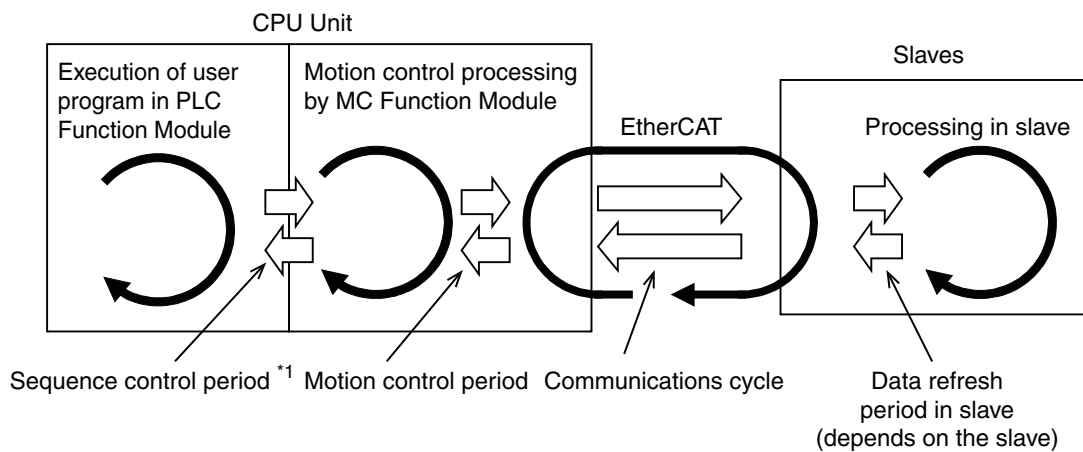 CPU Unit
Execution of user
program in PLC
Function Module
Motion control processing
by MC Function Module
EtherCAT
Slaves
Processing in slave
Sequence control period *1
Motion control period
Communications cycle
Data refresh
period in slave
(depends on the slave)